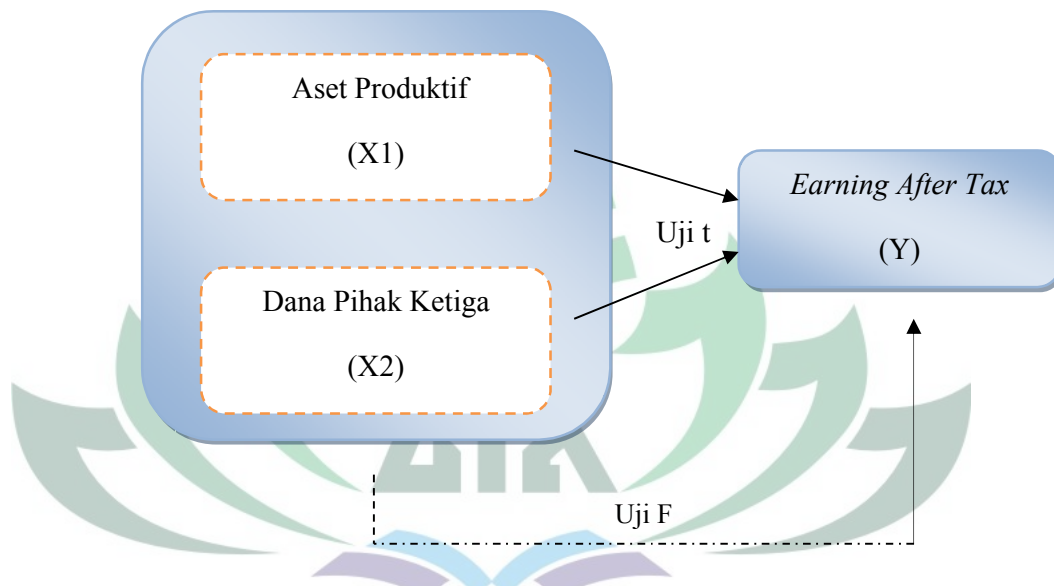 Aset Produktif
(X1)
Earning After Tax
(Y)
Uji t
Dana Pihak Ketiga
(X2)
Uji F